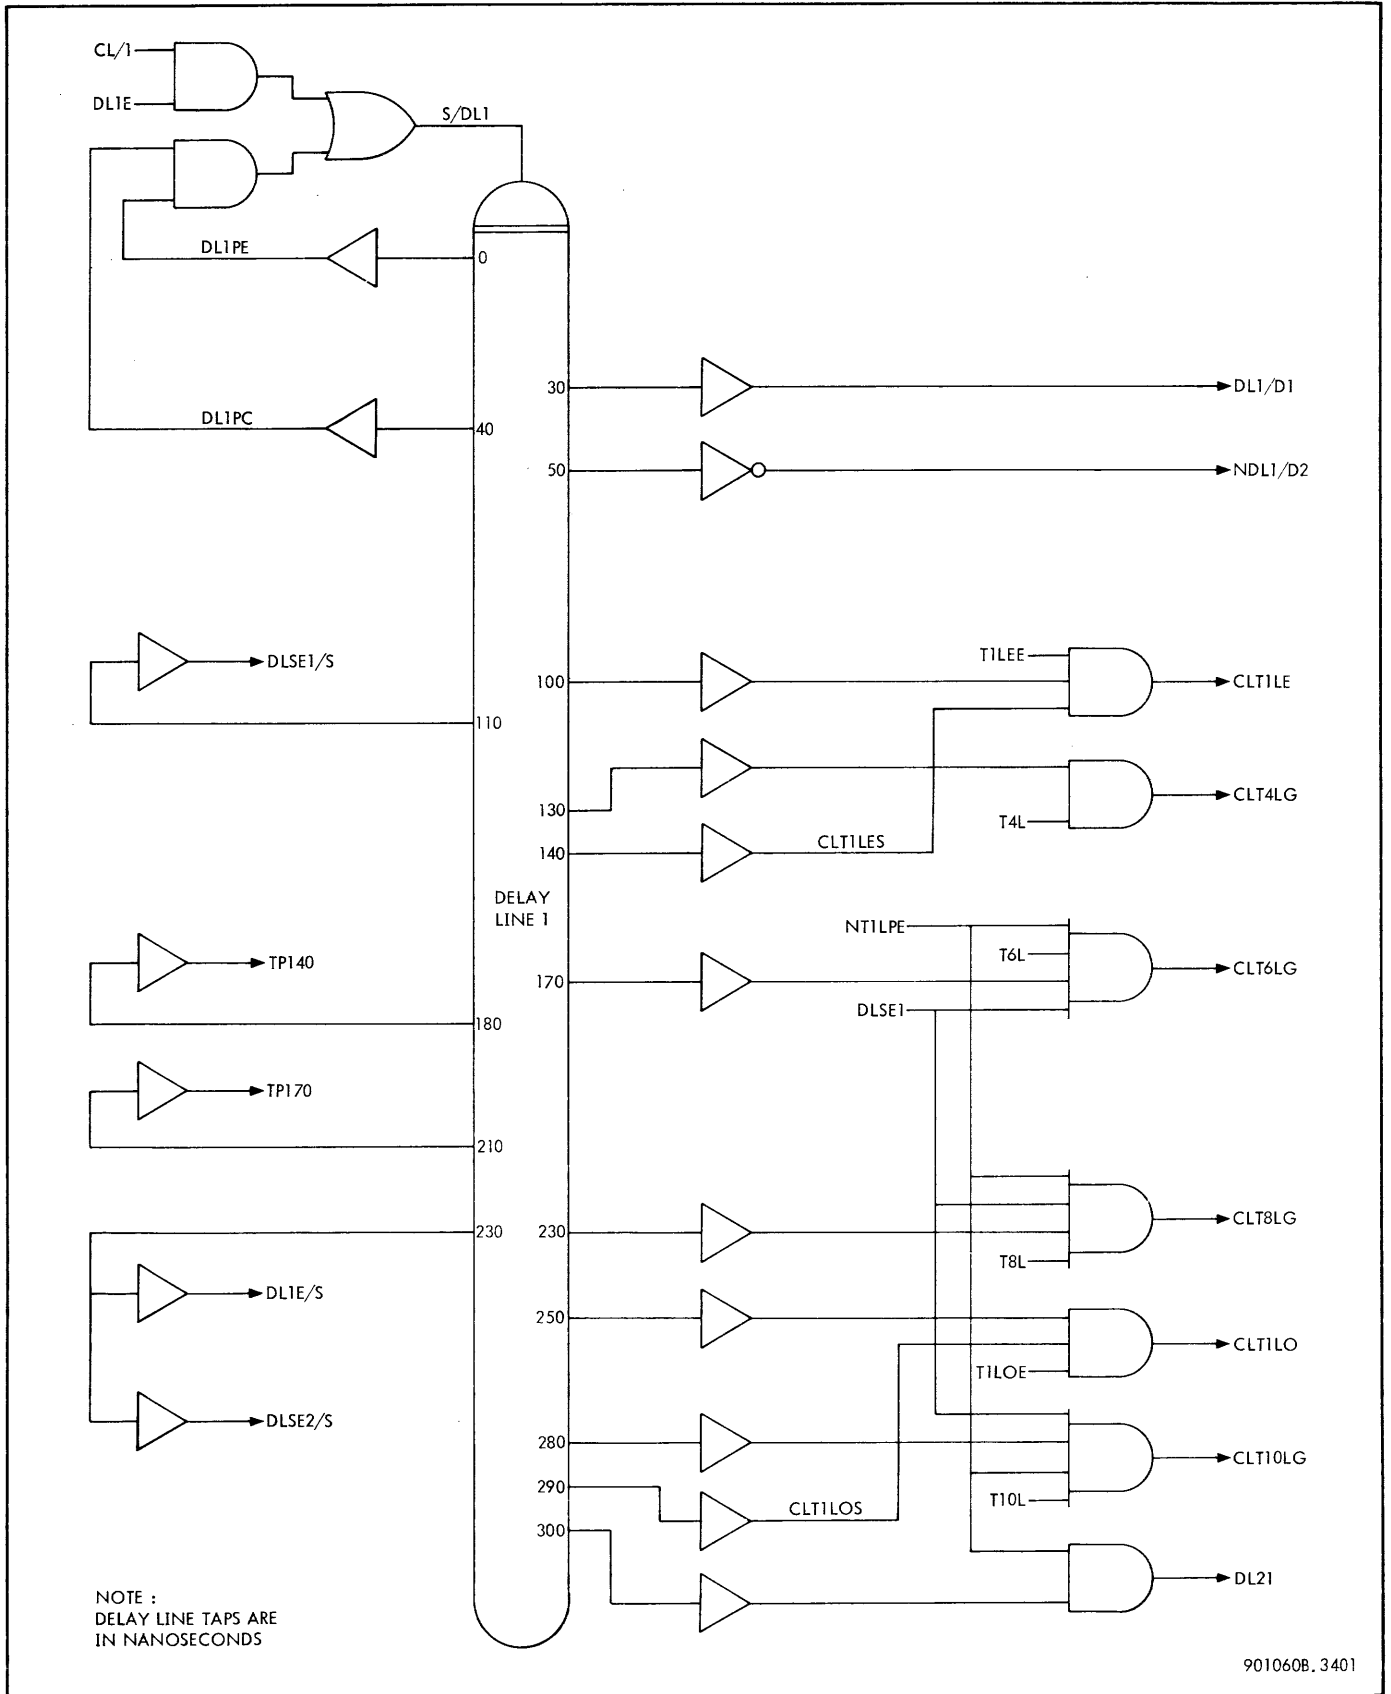 CL/1
DL1E
S/DL1
DL1PE
0
30
DL1/D1
DL1PC
40
50
NDL1/D2
DLSE1/S
T1LEE
100
CLT1LE
110
130
CLT4LG
T4L
140
CLT1LES
DELAY
LINE 1
NT1LPE
T6L
TP140
170
CLT6LG
DLSE1
180
TP170
210
230
230
CLT8LG
T8L
DL1E/S
250
CLT1LO
T1LOE
DLSE2/S
280
CLT10LG
290
T10L
CLT1LOS
300
DL21
NOTE :
DELAY LINE TAPS ARE
IN NANOSECONDS
901060B.3401